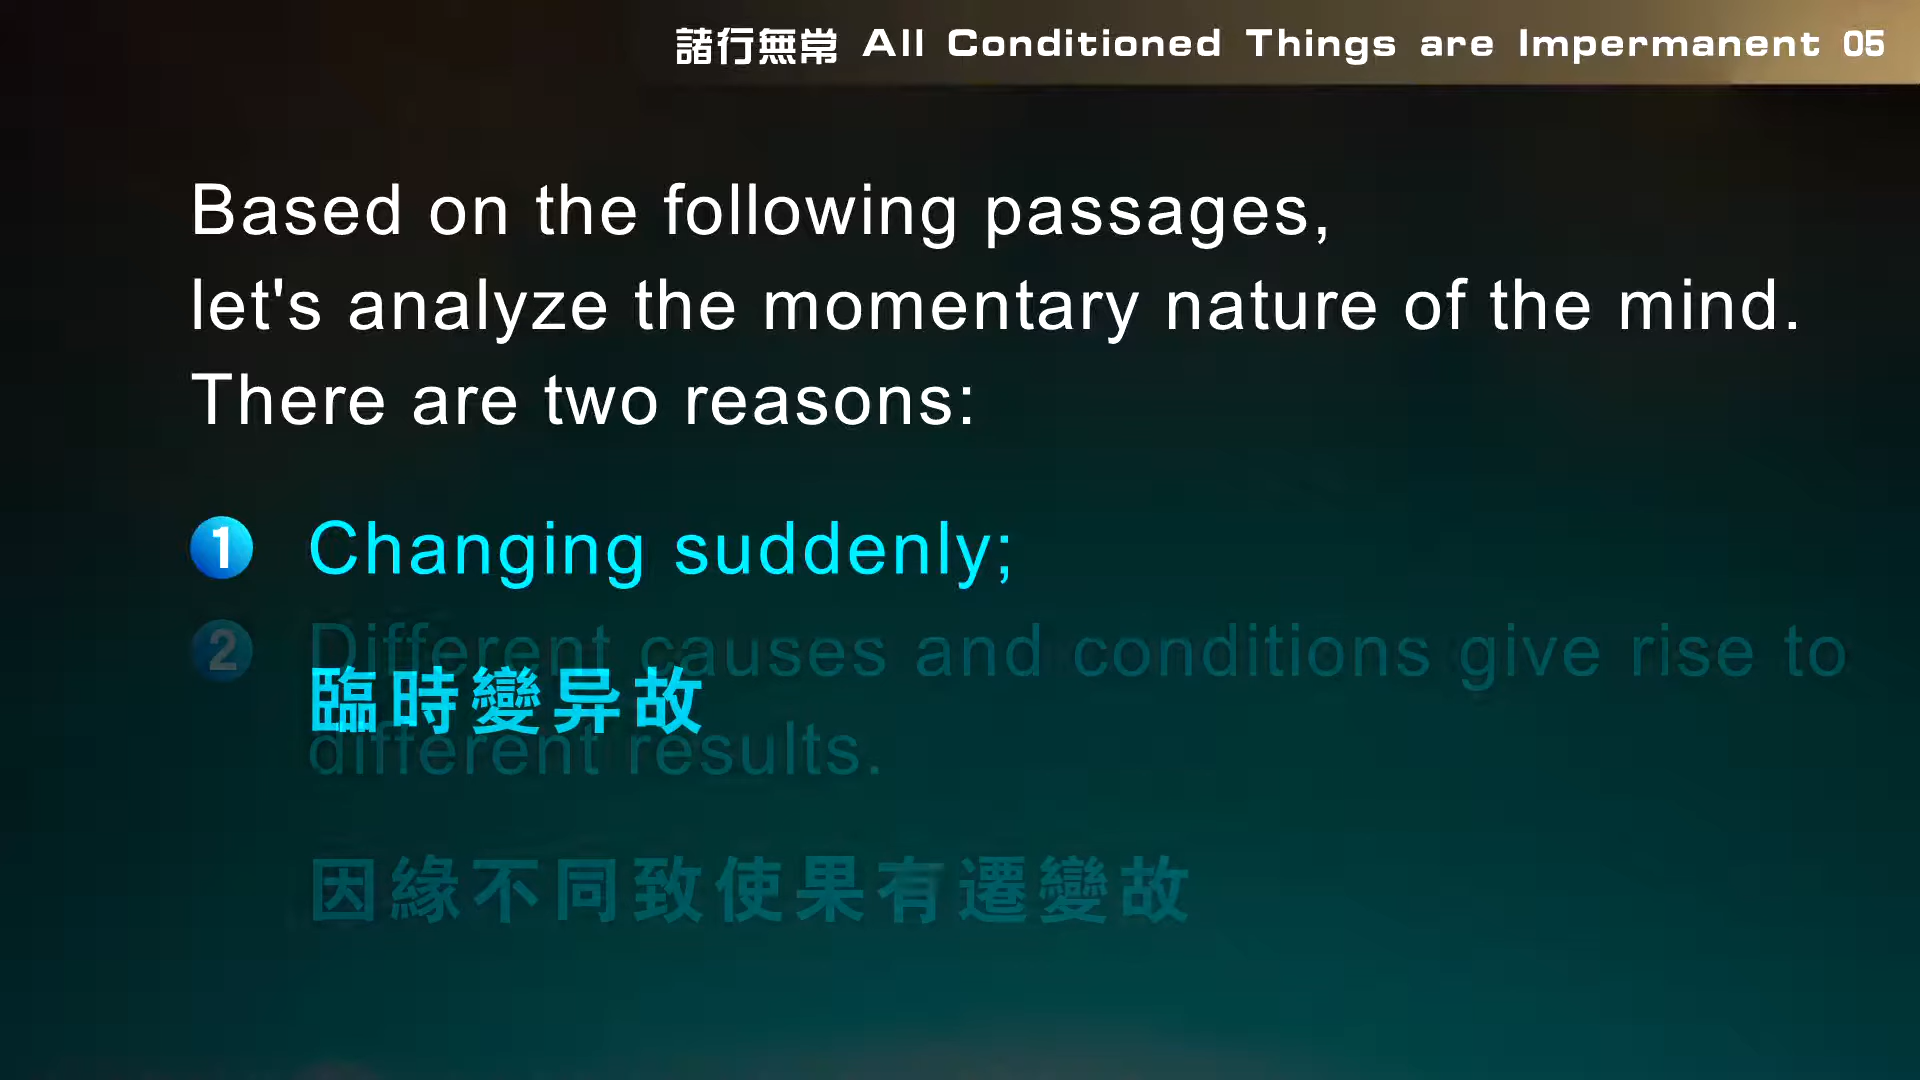 諸行無常 All Conditioned Things are Impermanent 05
Based on the following passages,
let's analyze the momentary nature of the mind.
There are two reasons:
1 Changing suddenly;
2 Different causes and conditions give rise to
臨時變异故
different results.
因緣不同致使果有遷變故